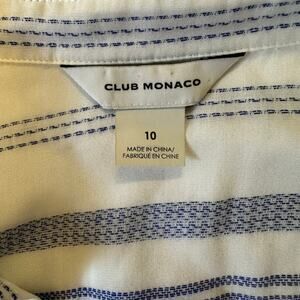 CLUB MONACO
10
MADE IN CHINA/
FABRIQUÉ EN CHINE